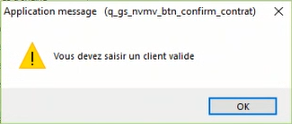 Application message (q_gs_nvmv_btn_confirm_contrat)
Vous devez saisir un client valide
OK